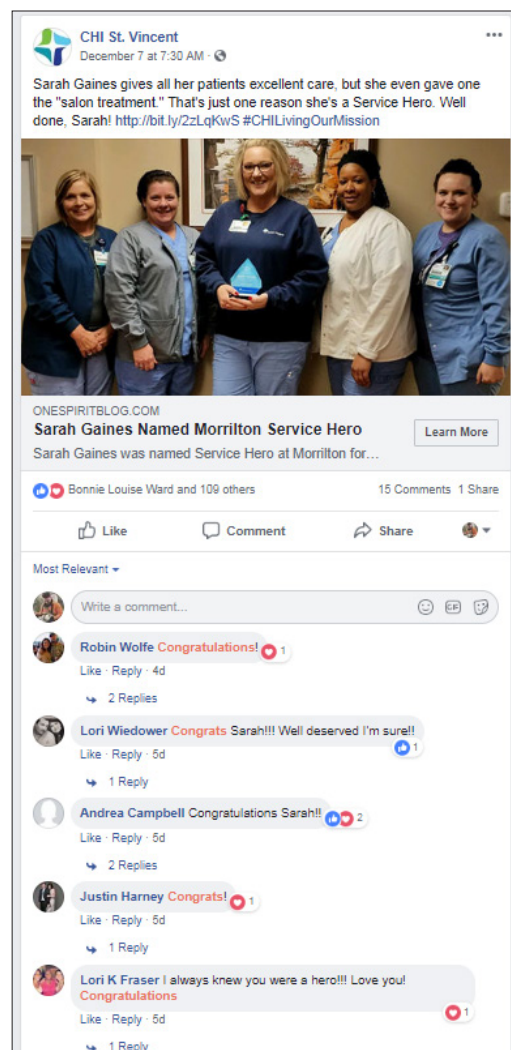 CHI St. Vincent
December 7 at 7:30 AM ·
Sarah Gaines gives all her patients excellent care, but she even gave one
the "salon treatment." That's just one reason she's a Service Hero. Well
done, Sarah! http://bit.ly/2zLqKwS #CHILivingOurMission
ONESPIRITBLOG.COM
Sarah Gaines Named Morrilton Service Hero
Learn More
Sarah Gaines was named Service Hero at Morrilton for...
Bonnie Louise Ward and 109 others 15 Comments 1 Share
Like Comment Share
Most Relevant
Write a comment... GIF
Robin Wolfe Congratulations! 1
Like · Reply · 4d
2 Replies
Lori Wiedower Congrats Sarah!!! Well deserved I'm sure!!
1
Like · Reply · 5d
1 Reply
Andrea Campbell Congratulations Sarah!! 2
Like · Reply · 5d
2 Replies
Justin Harney Congrats! 1
Like · Reply · 5d
1 Reply
Lori K Fraser I always knew you were a hero!!! Love you!
Congratulations
1
Like · Reply · 5d
1 Reply